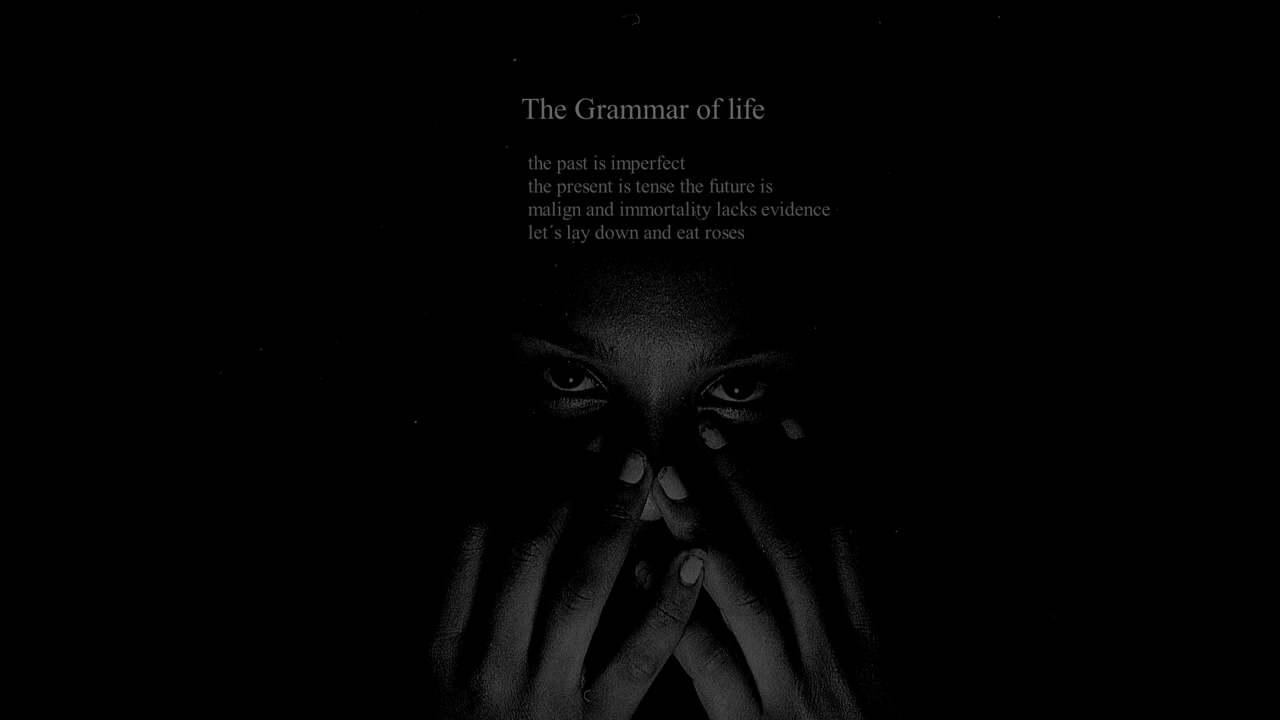 The Grammar of life
the past is imperfect
the present is tense the future is
malign and immortality lacks evidence
let´s lay down and eat roses